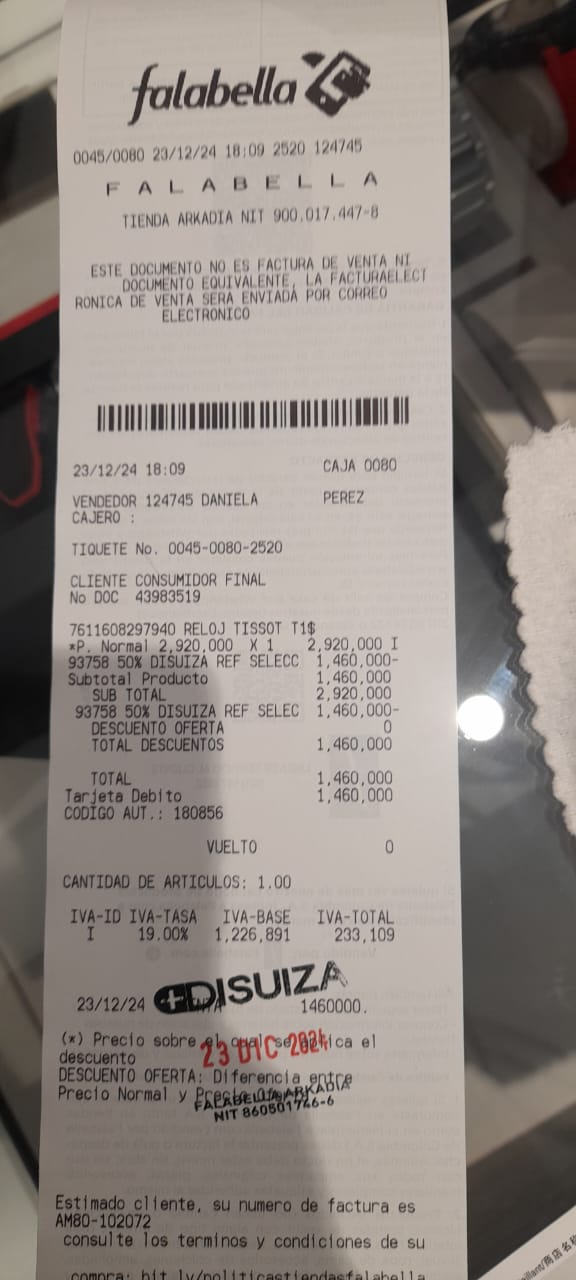 falabella
0045/0080 23/12/24 18:09 2520 124745
F A L A B E L L A
TIENDA ARKADIA NIT 900.017.447-8
ESTE DOCUMENTO NO ES FACTURA DE VENTA NI
DOCUMENTO EQUIVALENTE, LA FACTURAELECT
RONICA DE VENTA SERA ENVIADA POR CORREO
ELECTRONICO
23/12/24 18:09 CAJA 0080
VENDEDOR 124745 DANIELA PEREZ
CAJERO :
TIQUETE No. 0045-0080-2520
CLIENTE CONSUMIDOR FINAL
No DOC 43983519
7611608297940 RELOJ TISSOT T1$
*P. Normal 2,920,000 X 1 2,920,000 I
93758 50% DISUIZA REF SELECC 1,460,000-
Subtotal Producto 1,460,000
SUB TOTAL 2,920,000
93758 50% DISUIZA REF SELEC 1,460,000-
DESCUENTO OFERTA 0
TOTAL DESCUENTOS 1,460,000
TOTAL 1,460,000
Tarjeta Debito 1,460,000
CODIGO AUT.: 180856
VUELTO 0
CANTIDAD DE ARTICULOS: 1.00
IVA-ID IVA-TASA IVA-BASE IVA-TOTAL
I 19.00% 1,226,891 233,109
DISUIZA
23/12/24 1460000.
(*) Precio sobre el cual se aplica el
descuento
23 DIC 2024
DESCUENTO OFERTA: Diferencia entre
Precio Normal y Precio
FALABELLA ARKADIA
NIT 860501746-6
Estimado cliente, su numero de factura es
AM80-102072
consulte los terminos y condiciones de su
compra: bit.ly/politicastiendasfalabella